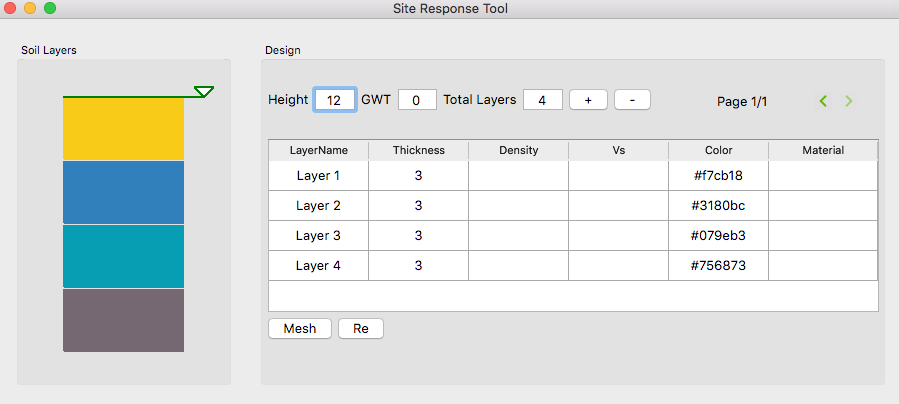 Site Response Tool
Soil Layers
Design
Height 12 GWT 0 Total Layers 4 + - Page 1/1 < >
LayerName Thickness Density Vs Color Material
Layer 1 3 #f7cb18
Layer 2 3 #3180bc
Layer 3 3 #079eb3
Layer 4 3 #756873
Mesh Re